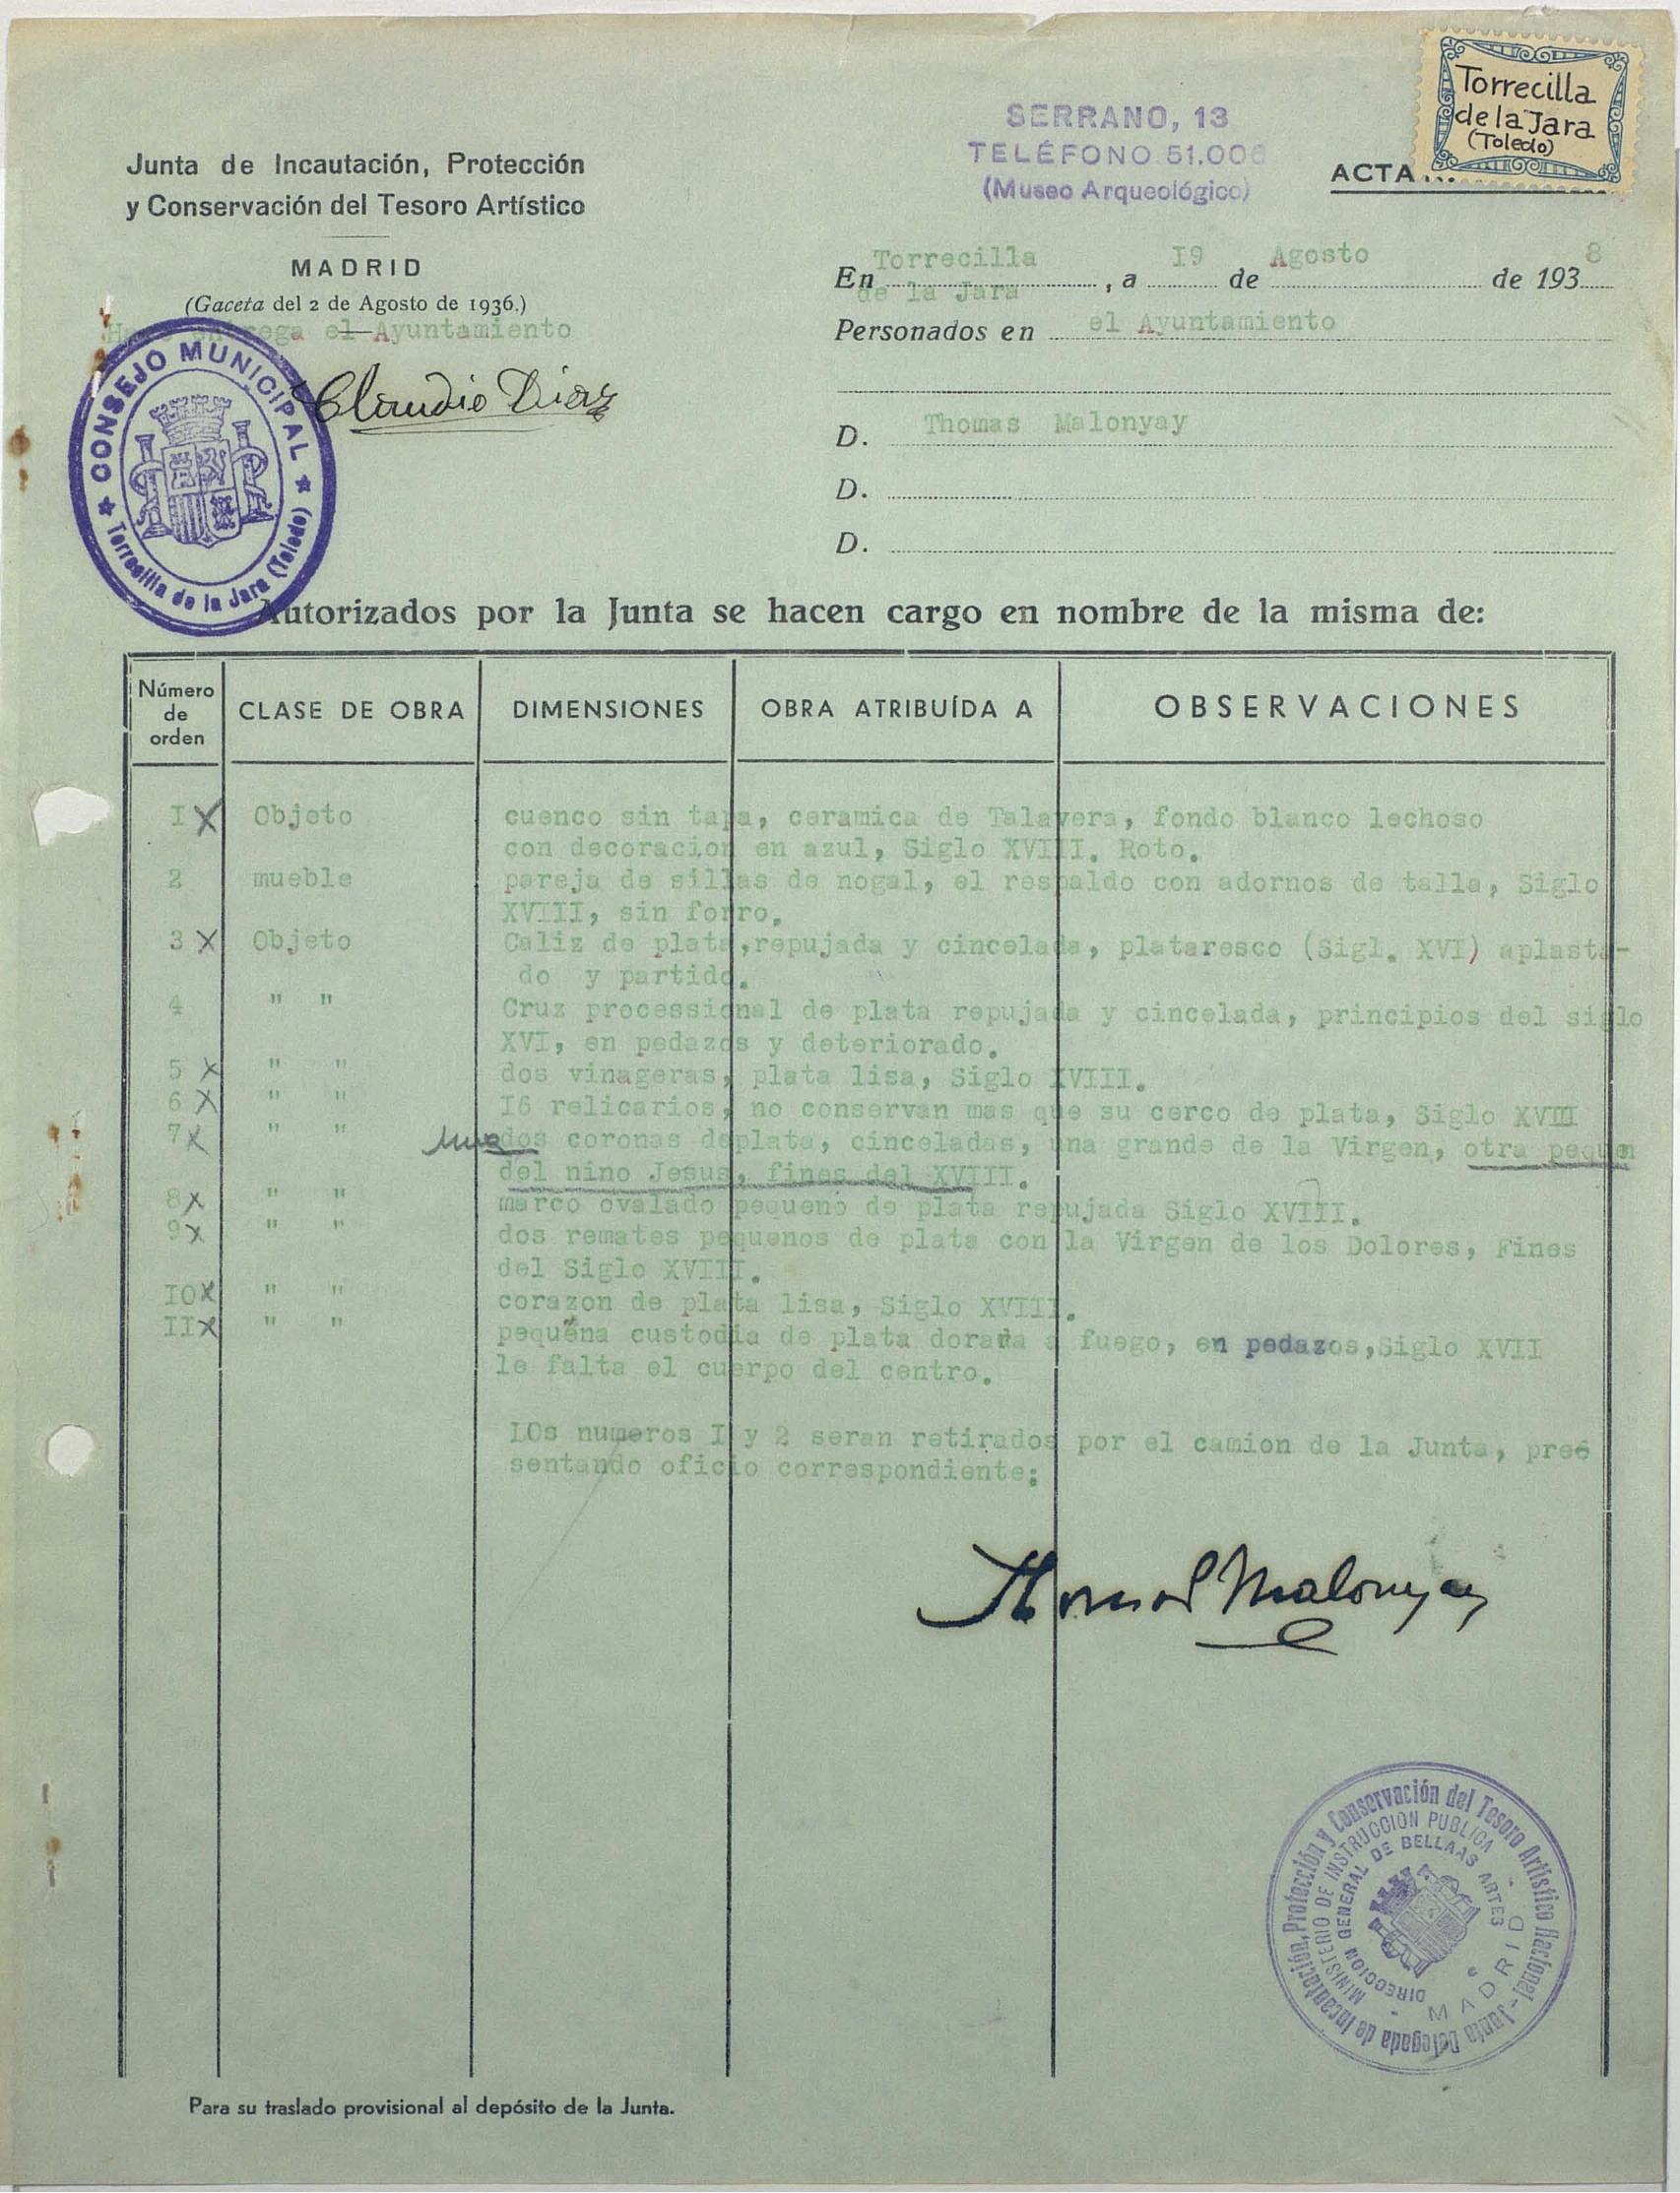 Torrecilla
de la Jara
(Toledo)
SERRANO, 13
TELÉFONO 51.006
(Museo Arqueológico)
ACTA
Junta de Incautación, Protección
y Conservación del Tesoro Artístico
MADRID
(Gaceta del 2 de Agosto de 1936.)
entrega el Ayuntamiento
Claudio Diaz
CONSEJO MUNICIPAL
Torrecilla de la Jara (Toledo)
En Torrecilla de la Jara, a I9 de Agosto de 1938
Personados en el Ayuntamiento
D. Thomas Malonyay
D.
D.
Autorizados por la Junta se hacen cargo en nombre de la misma de:
Número de orden CLASE DE OBRA DIMENSIONES OBRA ATRIBUÍDA A OBSERVACIONES
I X Objeto cuenco sin tapa, ceramica de Talavera, fondo blanco lechoso
con decoracion en azul, Siglo XVIII. Roto.
2 mueble pareja de sillas de nogal, el respaldo con adornos de talla, Siglo
XVIII, sin forro.
3 X Objeto Caliz de plata,repujada y cincelada, plataresco (Sigl. XVI) aplasta-
do y partido.
4 " " Cruz processional de plata repujada y cincelada, principios del siglo
XVI, en pedazos y deteriorado.
5 X " " dos vinageras, plata lisa, Siglo XVIII.
6 X " " I6 relicarios, no conservan mas que su cerco de plata, Siglo XVIII
7 X " " una dos coronas deplata, cinceladas, una grande de la Virgen, otra pequen
del nino Jesus, fines del XVIII.
8 X " " marco ovalado pequeno de plata repujada Siglo XVIII.
9 X " " dos remates pequenos de plata con la Virgen de los Dolores, Fines
del Siglo XVIII.
IO X " " corazon de plata lisa, Siglo XVIII.
II X " " pequena custodia de plata dorada a fuego, en pedazos,Siglo XVII
le falta el cuerpo del centro.
LOs numeros I y 2 seran retirados por el camion de la Junta, pre
sentando oficio correspondiente;
Thomas Malonyay
Junta Delegada de Incautación, Protección y Conservación del Tesoro Artístico Nacional -
MINISTERIO DE INSTRUCCION PUBLICA
DIRECCION GENERAL DE BELLAAS ARTES
MADRID
Para su traslado provisional al depósito de la Junta.